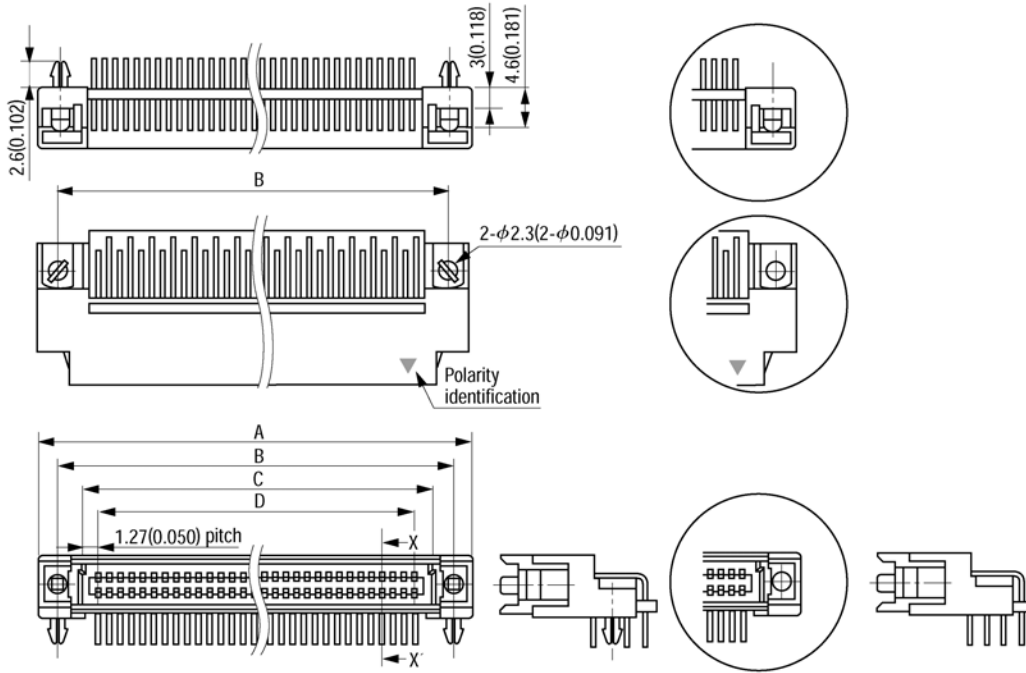 2.6(0.102)
3(0.118)
4.6(0.181)
B
2-ϕ2.3(2-ϕ0.091)
Polarity
identification
A
B
C
D
1.27(0.050) pitch
X
X'